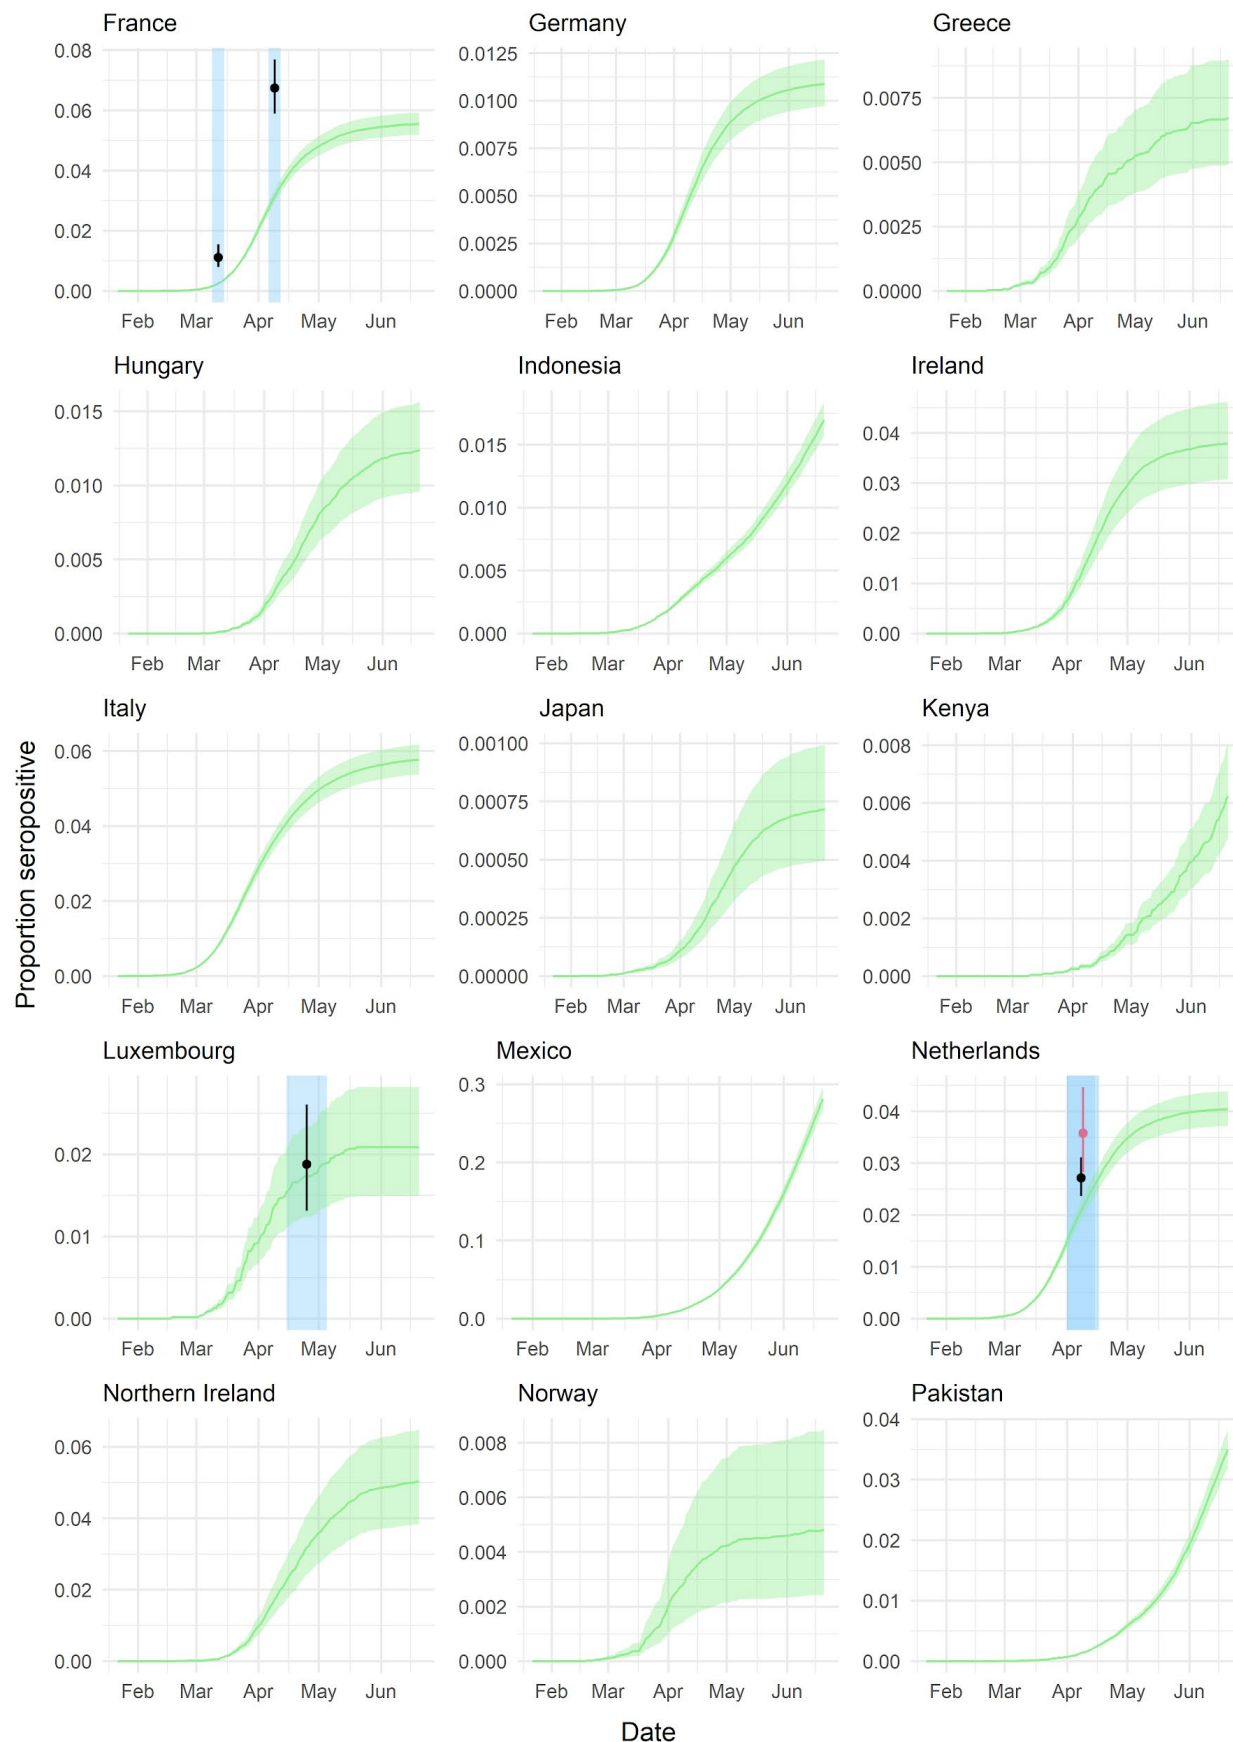 France
Germany
Greece
0.08
0.06
0.04
0.02
0.00
Feb Mar Apr May Jun
0.0125
0.0100
0.0075
0.0050
0.0025
0.0000
Feb Mar Apr May Jun
0.0075
0.0050
0.0025
0.0000
Feb Mar Apr May Jun
Hungary
Indonesia
Ireland
0.015
0.010
0.005
0.000
Feb Mar Apr May Jun
0.015
0.010
0.005
0.000
Feb Mar Apr May Jun
0.04
0.03
0.02
0.01
0.00
Feb Mar Apr May Jun
Proportion seropositive
Italy
Japan
Kenya
0.06
0.04
0.02
0.00
Feb Mar Apr May Jun
0.00100
0.00075
0.00050
0.00025
0.00000
Feb Mar Apr May Jun
0.008
0.006
0.004
0.002
0.000
Feb Mar Apr May Jun
Luxembourg
Mexico
Netherlands
0.02
0.01
0.00
Feb Mar Apr May Jun
0.3
0.2
0.1
0.0
Feb Mar Apr May Jun
0.04
0.03
0.02
0.01
0.00
Feb Mar Apr May Jun
Northern Ireland
Norway
Pakistan
0.06
0.04
0.02
0.00
Feb Mar Apr May Jun
0.008
0.006
0.004
0.002
0.000
Feb Mar Apr May Jun
0.04
0.03
0.02
0.01
0.00
Feb Mar Apr May Jun
Date